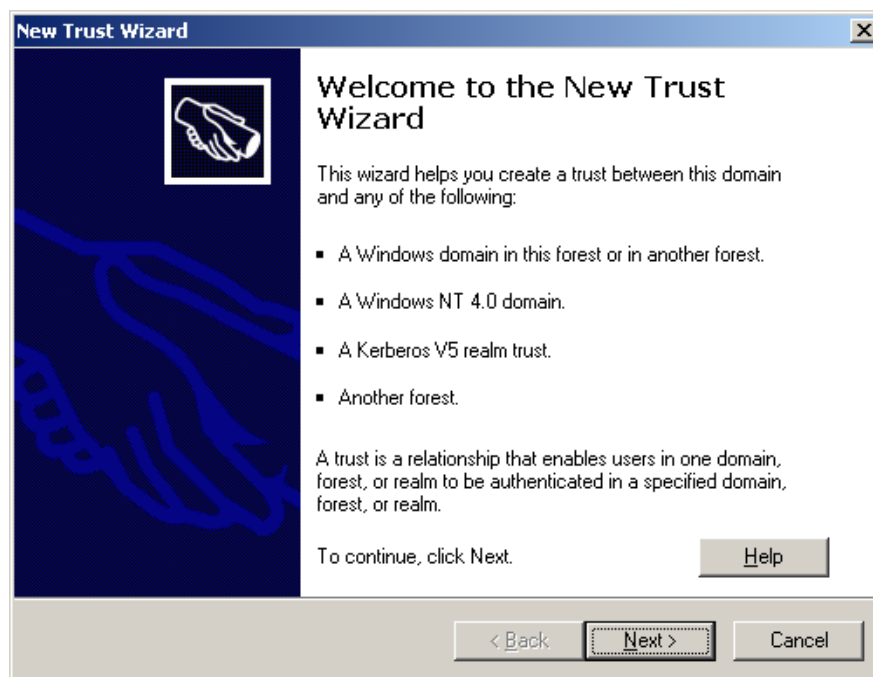 New Trust Wizard
Welcome to the New Trust
Wizard
This wizard helps you create a trust between this domain
and any of the following:
▪ A Windows domain in this forest or in another forest.
▪ A Windows NT 4.0 domain.
▪ A Kerberos V5 realm trust.
▪ Another forest.
A trust is a relationship that enables users in one domain,
forest, or realm to be authenticated in a specified domain,
forest, or realm.
To continue, click Next.
Help
< Back
Next >
Cancel